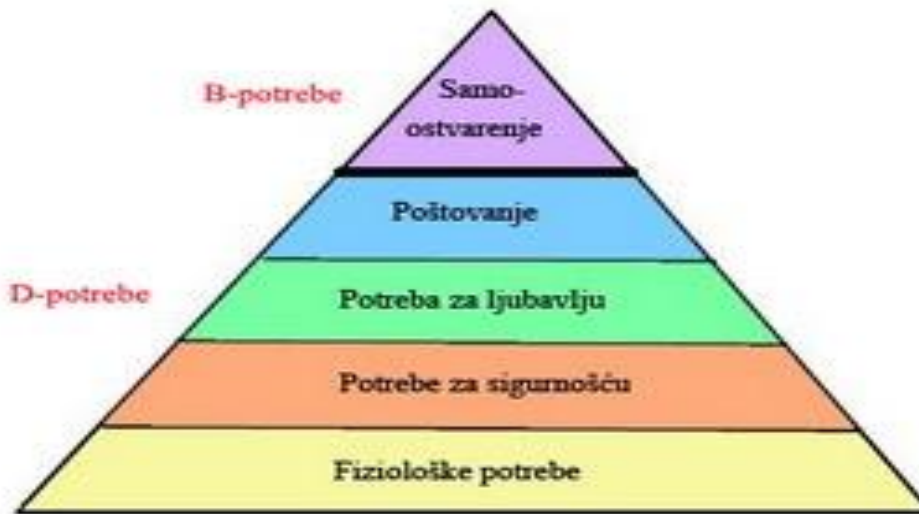 B-potrebe
Samo-
ostvarenje
Poštovanje
D-potrebe
Potreba za ljubavlju
Potrebe za sigurnošću
Fiziološke potrebe